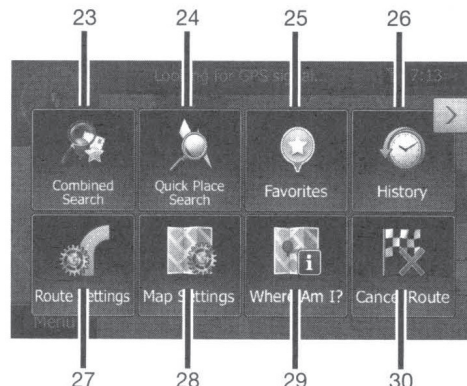 23 24 25 26
Looking for GPS signal... 7:13
Combined
Search
Quick Place
Search
Favorites
History
Route Settings
Map Settings
Where Am I?
Cancel Route
Menu
27 28 29 30